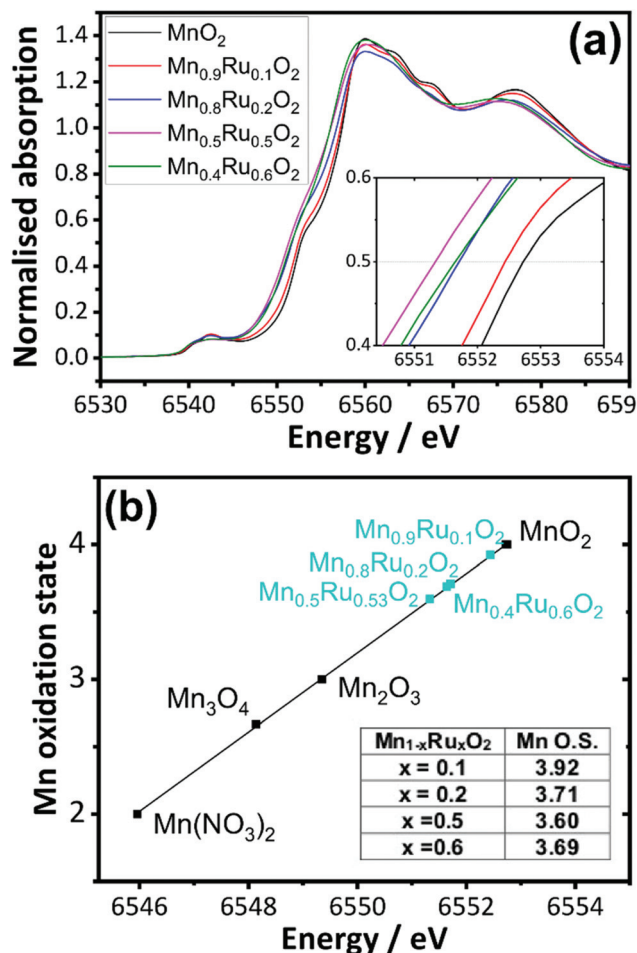 (a)
MnO₂
Mn₀.₉Ru₀.₁O₂
Mn₀.₈Ru₀.₂O₂
Mn₀.₅Ru₀.₅O₂
Mn₀.₄Ru₀.₆O₂
Normalised absorption
1.4
1.2
1.0
0.8
0.6
0.4
0.2
0.0
0.6
0.5
0.4
6551 6552 6553 6554
6530 6540 6550 6560 6570 6580 659
Energy / eV
(b)
Mn oxidation state
4
3
2
Mn₀.₉Ru₀.₁O₂
MnO₂
Mn₀.₈Ru₀.₂O₂
Mn₀.₅Ru₀.₅₃O₂
Mn₀.₄Ru₀.₆O₂
Mn₃O₄
Mn₂O₃
Mn(NO₃)₂
Mn₁₋ₓRuₓO₂ Mn O.S.
x = 0.1 3.92
x = 0.2 3.71
x =0.5 3.60
x =0.6 3.69
6546 6548 6550 6552 6554
Energy / eV